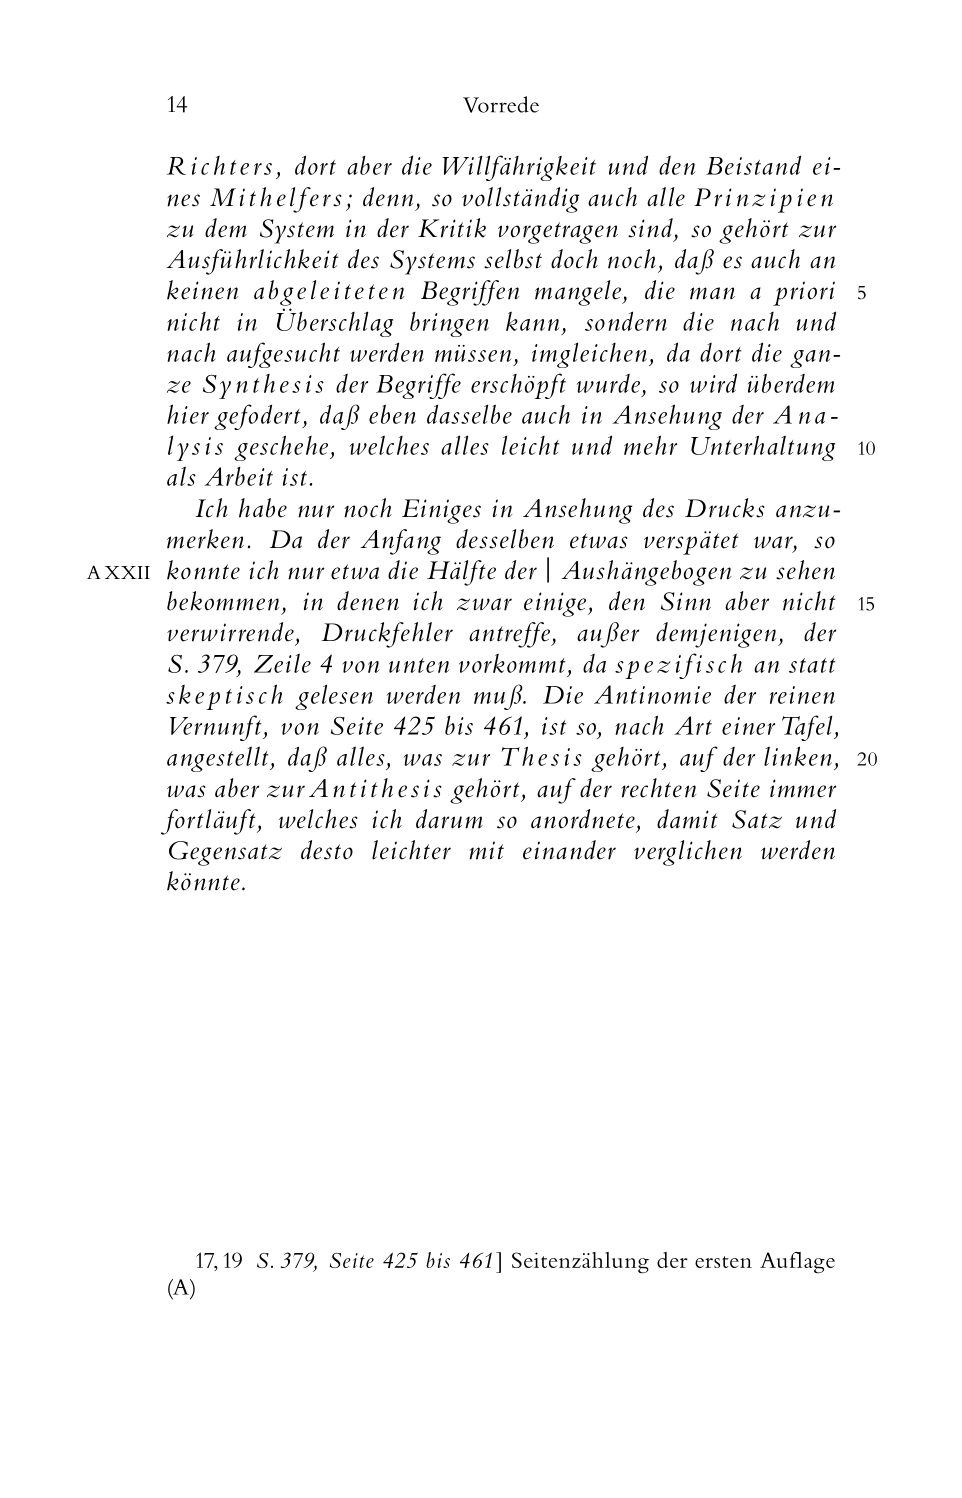 14 Vorrede
Richters, dort aber die Willfährigkeit und den Beistand ei-
nes Mithelfers; denn, so vollständig auch alle Prinzipien
zu dem System in der Kritik vorgetragen sind, so gehört zur
Ausführlichkeit des Systems selbst doch noch, daß es auch an
keinen abgeleiteten Begriffen mangele, die man a priori 5
nicht in Überschlag bringen kann, sondern die nach und
nach aufgesucht werden müssen, imgleichen, da dort die gan-
ze Synthesis der Begriffe erschöpft wurde, so wird überdem
hier gefodert, daß eben dasselbe auch in Ansehung der Ana-
lysis geschehe, welches alles leicht und mehr Unterhaltung 10
als Arbeit ist.
Ich habe nur noch Einiges in Ansehung des Drucks anzu-
merken. Da der Anfang desselben etwas verspätet war, so
A XXII konnte ich nur etwa die Hälfte der | Aushängebogen zu sehen
bekommen, in denen ich zwar einige, den Sinn aber nicht 15
verwirrende, Druckfehler antreffe, außer demjenigen, der
S. 379, Zeile 4 von unten vorkommt, da spezifisch an statt
skeptisch gelesen werden muß. Die Antinomie der reinen
Vernunft, von Seite 425 bis 461, ist so, nach Art einer Tafel,
angestellt, daß alles, was zur Thesis gehört, auf der linken, 20
was aber zur Antithesis gehört, auf der rechten Seite immer
fortläuft, welches ich darum so anordnete, damit Satz und
Gegensatz desto leichter mit einander verglichen werden
könnte.
17, 19 S. 379, Seite 425 bis 461] Seitenzählung der ersten Auflage
(A)